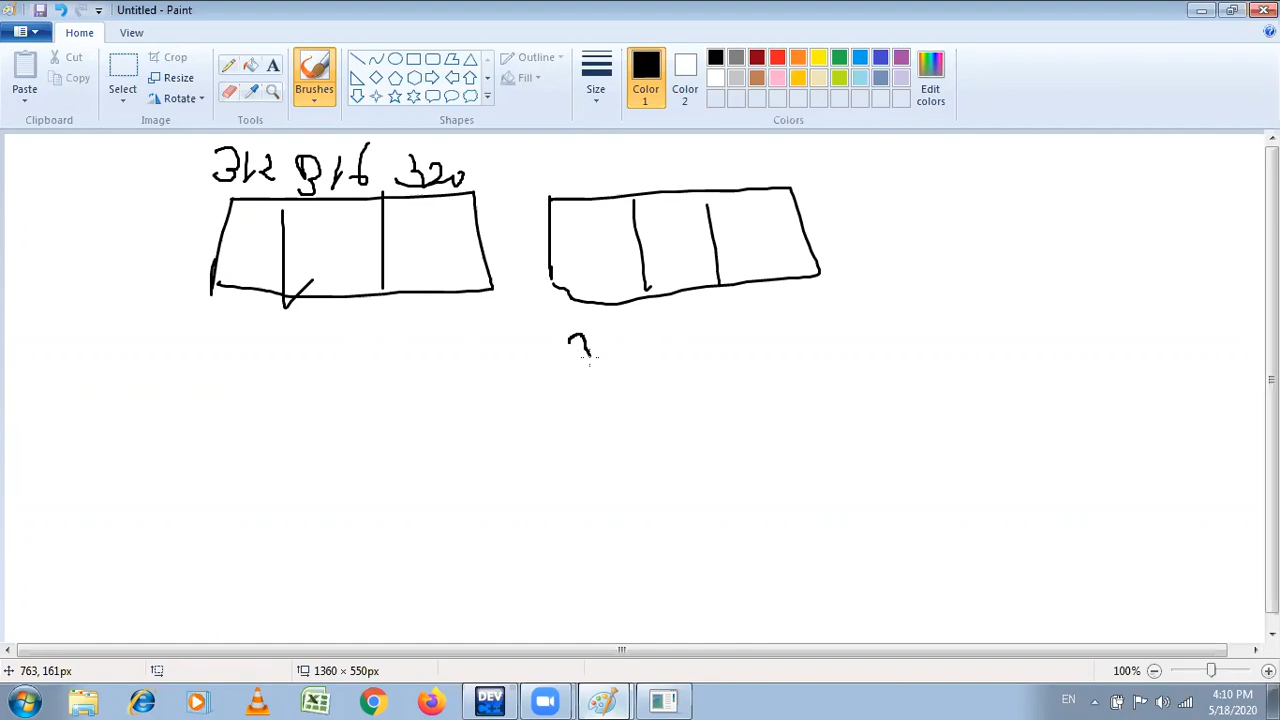 Untitled - Paint
Home View
Paste Cut Copy Select Crop Resize Rotate Brushes Outline Fill Size Color 1 Color 2 Edit colors
Clipboard Image Tools Shapes Colors
312 316 320
763, 161px 1360 × 550px 100%
DEV C++ EN 4:10 PM
5/18/2020